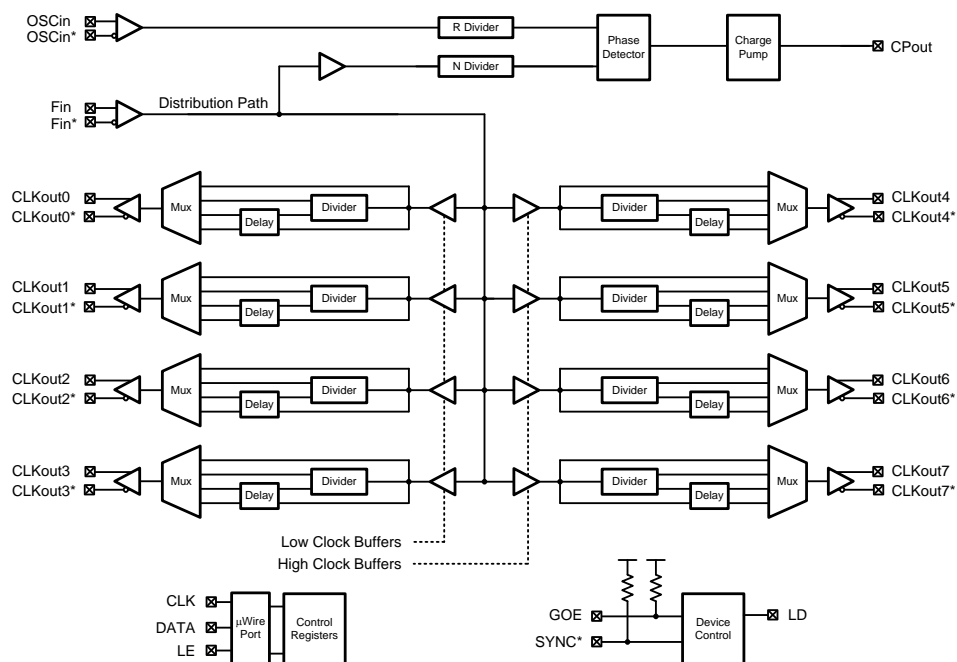 OSCin
OSCin*
R Divider
N Divider
Phase
Detector
Charge
Pump
CPout
Fin
Fin*
Distribution Path
CLKout0
CLKout0*
Mux
Delay
Divider
Divider
Delay
Mux
CLKout4
CLKout4*
CLKout1
CLKout1*
Mux
Delay
Divider
Divider
Delay
Mux
CLKout5
CLKout5*
CLKout2
CLKout2*
Mux
Delay
Divider
Divider
Delay
Mux
CLKout6
CLKout6*
CLKout3
CLKout3*
Mux
Delay
Divider
Divider
Delay
Mux
CLKout7
CLKout7*
Low Clock Buffers
High Clock Buffers
CLK
DATA
LE
μWire
Port
Control
Registers
GOE
SYNC*
Device
Control
LD